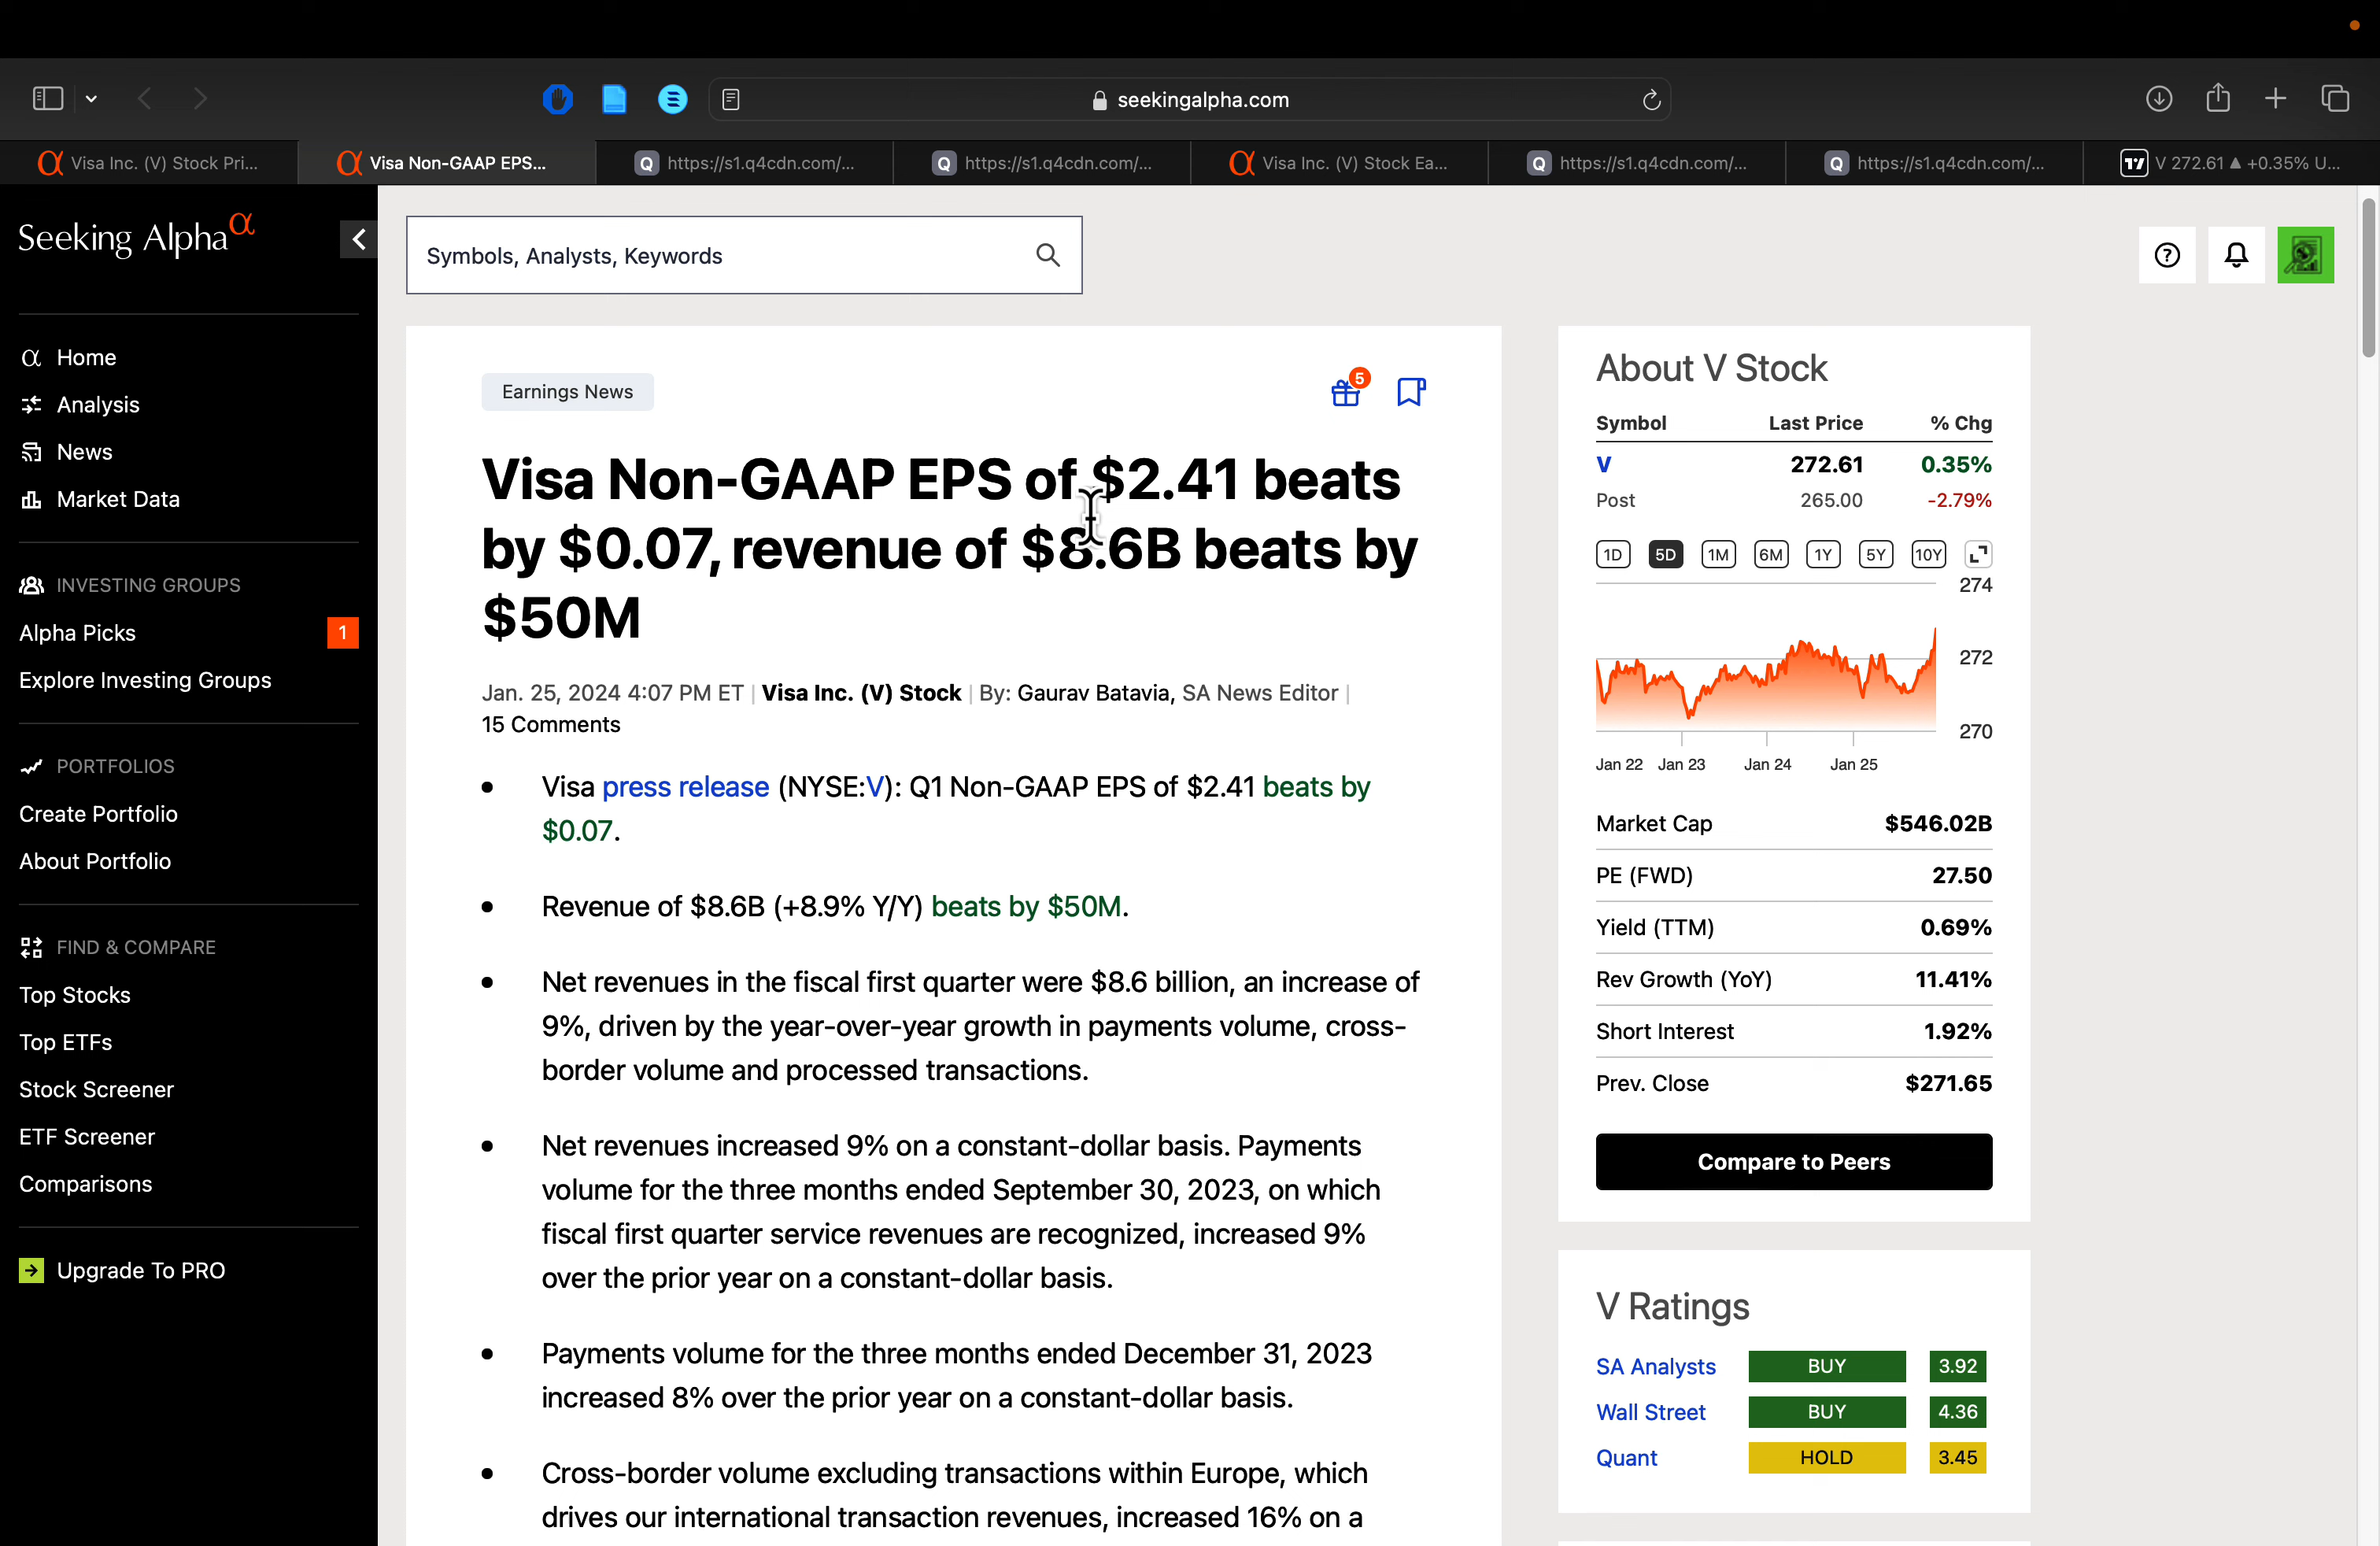 seekingalpha.com
Visa Inc. (V) Stock Pri...
Visa Non-GAAP EPS...
https://s1.q4cdn.com/...
https://s1.q4cdn.com/...
Visa Inc. (V) Stock Ea...
https://s1.q4cdn.com/...
https://s1.q4cdn.com/...
V 272.61 ▲ +0.35% U...
Seeking Alpha α
Home
Analysis
News
Market Data
INVESTING GROUPS
Alpha Picks 1
Explore Investing Groups
PORTFOLIOS
Create Portfolio
About Portfolio
FIND & COMPARE
Top Stocks
Top ETFs
Stock Screener
ETF Screener
Comparisons
Upgrade To PRO
Symbols, Analysts, Keywords
Earnings News
5
Visa Non-GAAP EPS of $2.41 beats
by $0.07, revenue of $8.6B beats by
$50M
Jan. 25, 2024 4:07 PM ET | Visa Inc. (V) Stock | By: Gaurav Batavia, SA News Editor |
15 Comments
• Visa press release (NYSE:V): Q1 Non-GAAP EPS of $2.41 beats by
$0.07.
• Revenue of $8.6B (+8.9% Y/Y) beats by $50M.
• Net revenues in the fiscal first quarter were $8.6 billion, an increase of
9%, driven by the year-over-year growth in payments volume, cross-
border volume and processed transactions.
• Net revenues increased 9% on a constant-dollar basis. Payments
volume for the three months ended September 30, 2023, on which
fiscal first quarter service revenues are recognized, increased 9%
over the prior year on a constant-dollar basis.
• Payments volume for the three months ended December 31, 2023
increased 8% over the prior year on a constant-dollar basis.
• Cross-border volume excluding transactions within Europe, which
drives our international transaction revenues, increased 16% on a
About V Stock
Symbol Last Price % Chg
V 272.61 0.35%
Post 265.00 -2.79%
1D 5D 1M 6M 1Y 5Y 10Y
274
272
270
Jan 22 Jan 23 Jan 24 Jan 25
Market Cap $546.02B
PE (FWD) 27.50
Yield (TTM) 0.69%
Rev Growth (YoY) 11.41%
Short Interest 1.92%
Prev. Close $271.65
Compare to Peers
V Ratings
SA Analysts BUY 3.92
Wall Street BUY 4.36
Quant HOLD 3.45